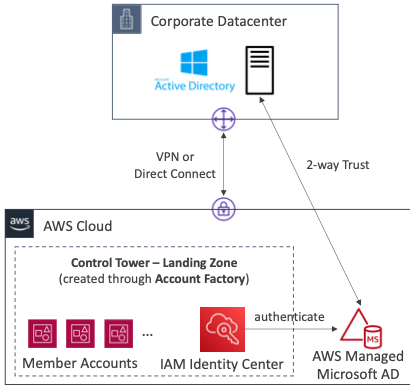 Corporate Datacenter
Microsoft
Active Directory
VPN or
Direct Connect
2-way Trust
aws
AWS Cloud
Control Tower – Landing Zone
(created through Account Factory)
...
Member Accounts
IAM Identity Center
authenticate
MS
AWS Managed
Microsoft AD